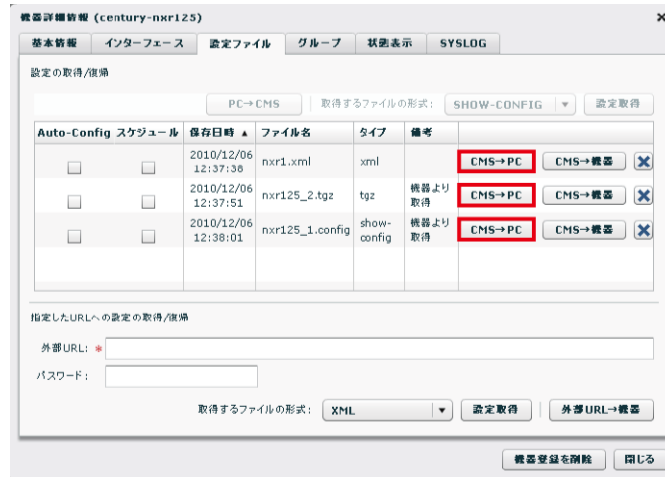 機器詳細情報 (century-nxr125)
基本情報 インターフェース 設定ファイル グループ 状態表示 SYSLOG
設定の取得/復帰
PC→CMS 取得するファイルの形式: SHOW-CONFIG 設定取得
Auto-Config スケジュール 保存日時 ▲ ファイル名 タイプ 備考
2010/12/06 12:37:38 nxr1.xml xml CMS→PC CMS→機器
2010/12/06 12:37:51 nxr125_2.tgz tgz 機器より取得 CMS→PC CMS→機器
2010/12/06 12:38:01 nxr125_1.config show-config 機器より取得 CMS→PC CMS→機器
指定したURLへの設定の取得/復帰
外部URL: *
パスワード:
取得するファイルの形式: XML 設定取得 外部URL→機器
機器登録を削除 閉じる